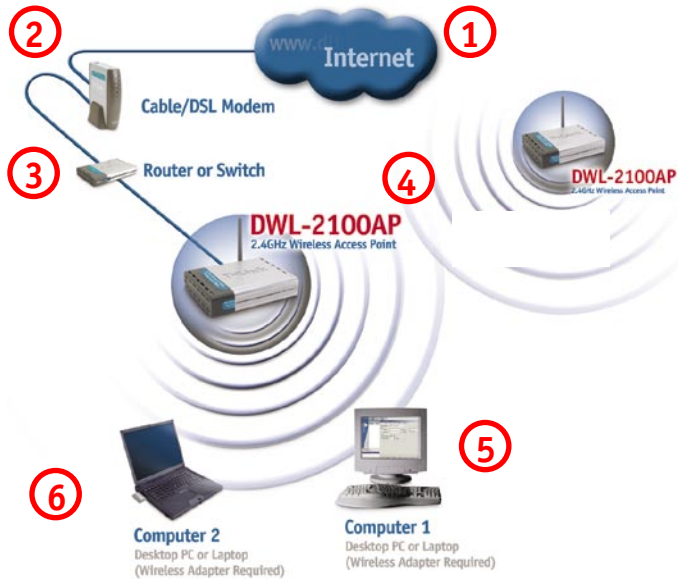 2
1
www.dl
Internet
Cable/DSL Modem
3
Router or Switch
4
DWL-2100AP
2.4GHz Wireless Access Point
DWL-2100AP
2.4GHz Wireless Access Point
D-Link
5
6
Computer 2
Desktop PC or Laptop
(Wireless Adapter Required)
Computer 1
Desktop PC or Laptop
(Wireless Adapter Required)